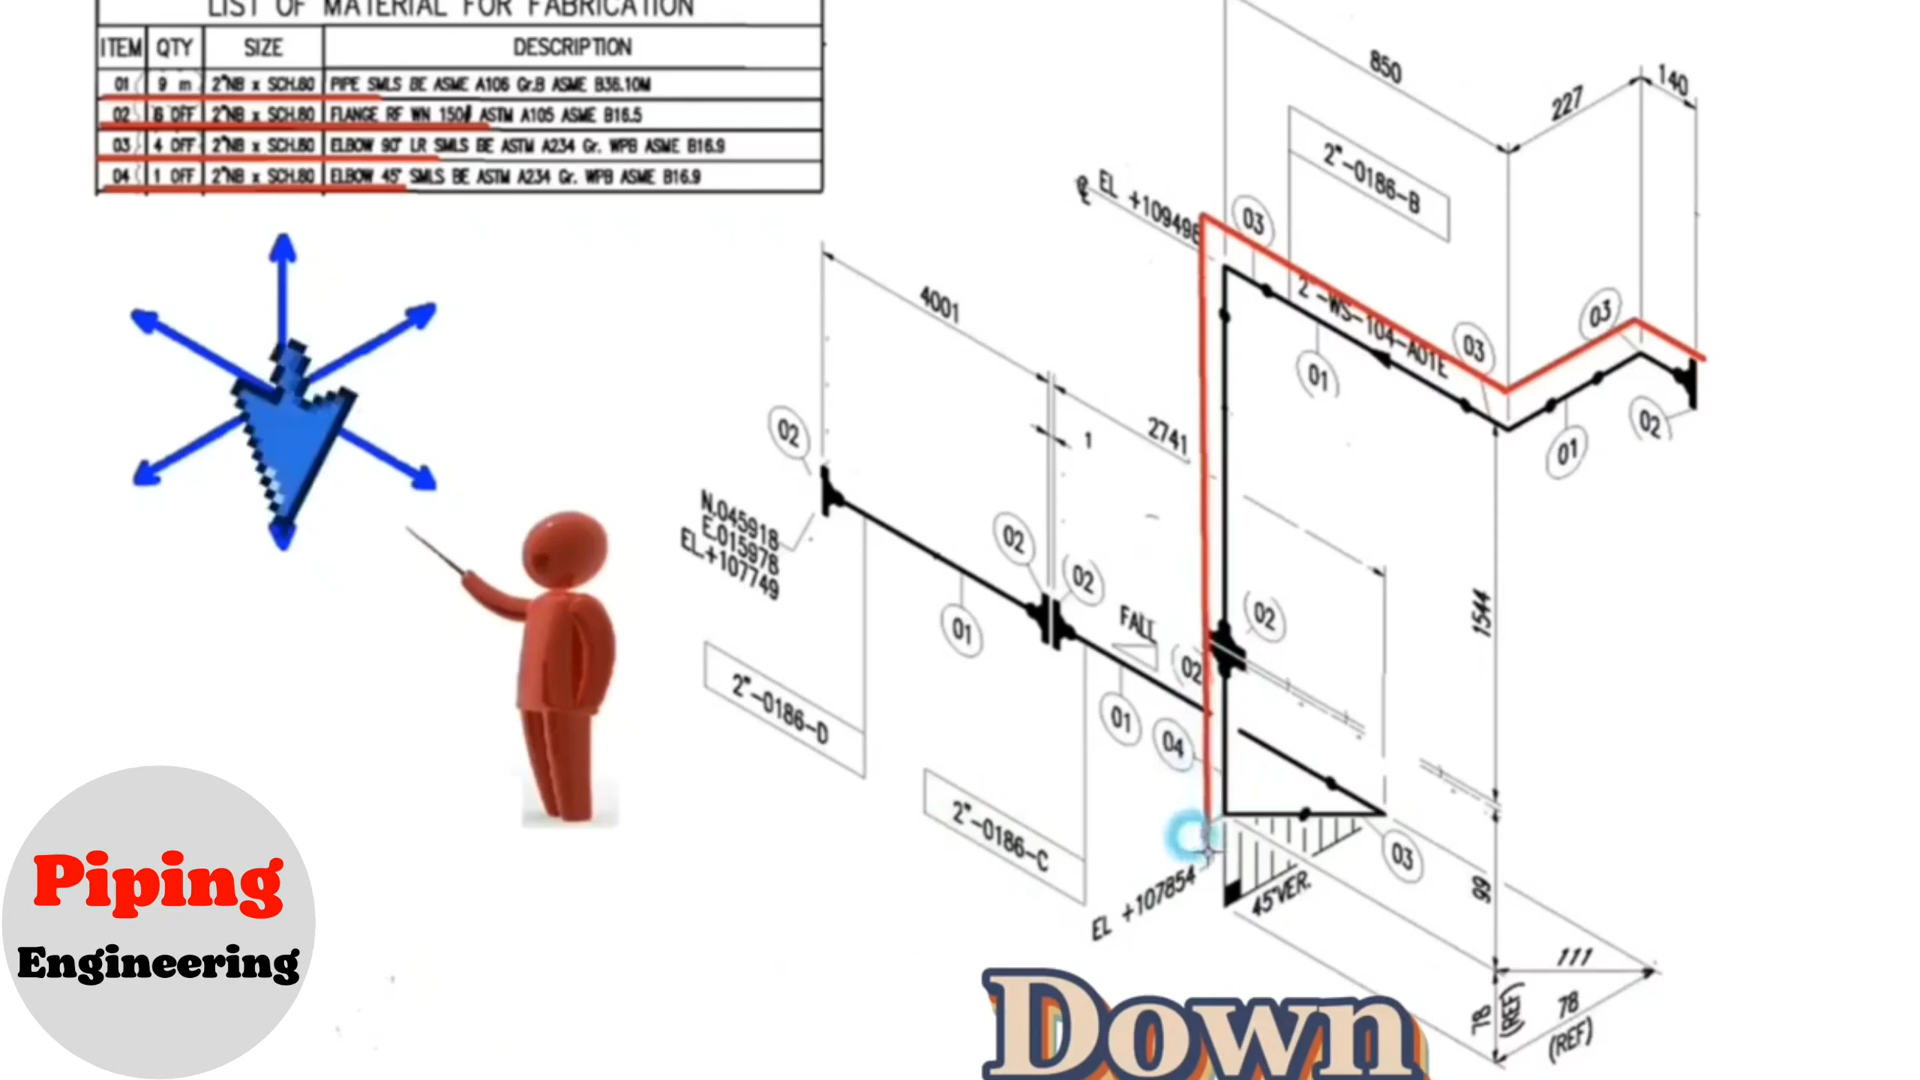 LIST OF MATERIAL FOR FABRICATION
ITEM QTY SIZE DESCRIPTION
01 9 m 2"NB x SCH.80 PIPE SMLS BE ASME A106 Gr.B ASME B36.10M
02 6 OFF 2"NB x SCH.80 FLANGE RF WN 150# ASTM A105 ASME B16.5
03 4 OFF 2"NB x SCH.80 ELBOW 90° LR SMLS BE ASTM A234 Gr. WPB ASME B16.9
04 1 OFF 2"NB x SCH.80 ELBOW 45° SMLS BE ASTM A234 Gr. WPB ASME B16.9
850
227
140
2"-0186-B
EL +109498
03
2"-WS-104-A01E
03
03
4001
01
02
01
2741
1
02
N.045918
E.015978
EL.+107749
02
02
02
1544
01
FALL
02
2"-0186-D
01
04
2"-0186-C
03
EL +107854
45°VER.
99
111
78
(REF)
78
(REF)
Piping
Engineering
Down